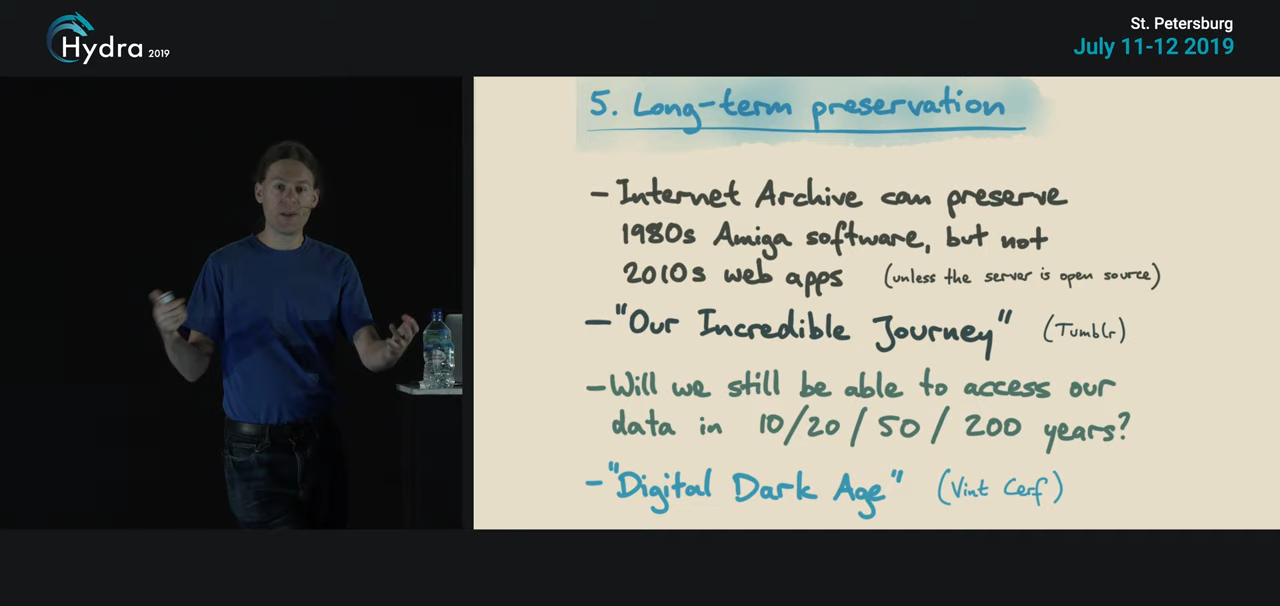 Hydra 2019
St. Petersburg
July 11-12 2019
5. Long-term preservation
- Internet Archive can preserve
1980s Amiga software, but not
2010s web apps (unless the server is open source)
- "Our Incredible Journey" (Tumblr)
- Will we still be able to access our
data in 10/20/50/200 years?
- "Digital Dark Age" (Vint Cerf)